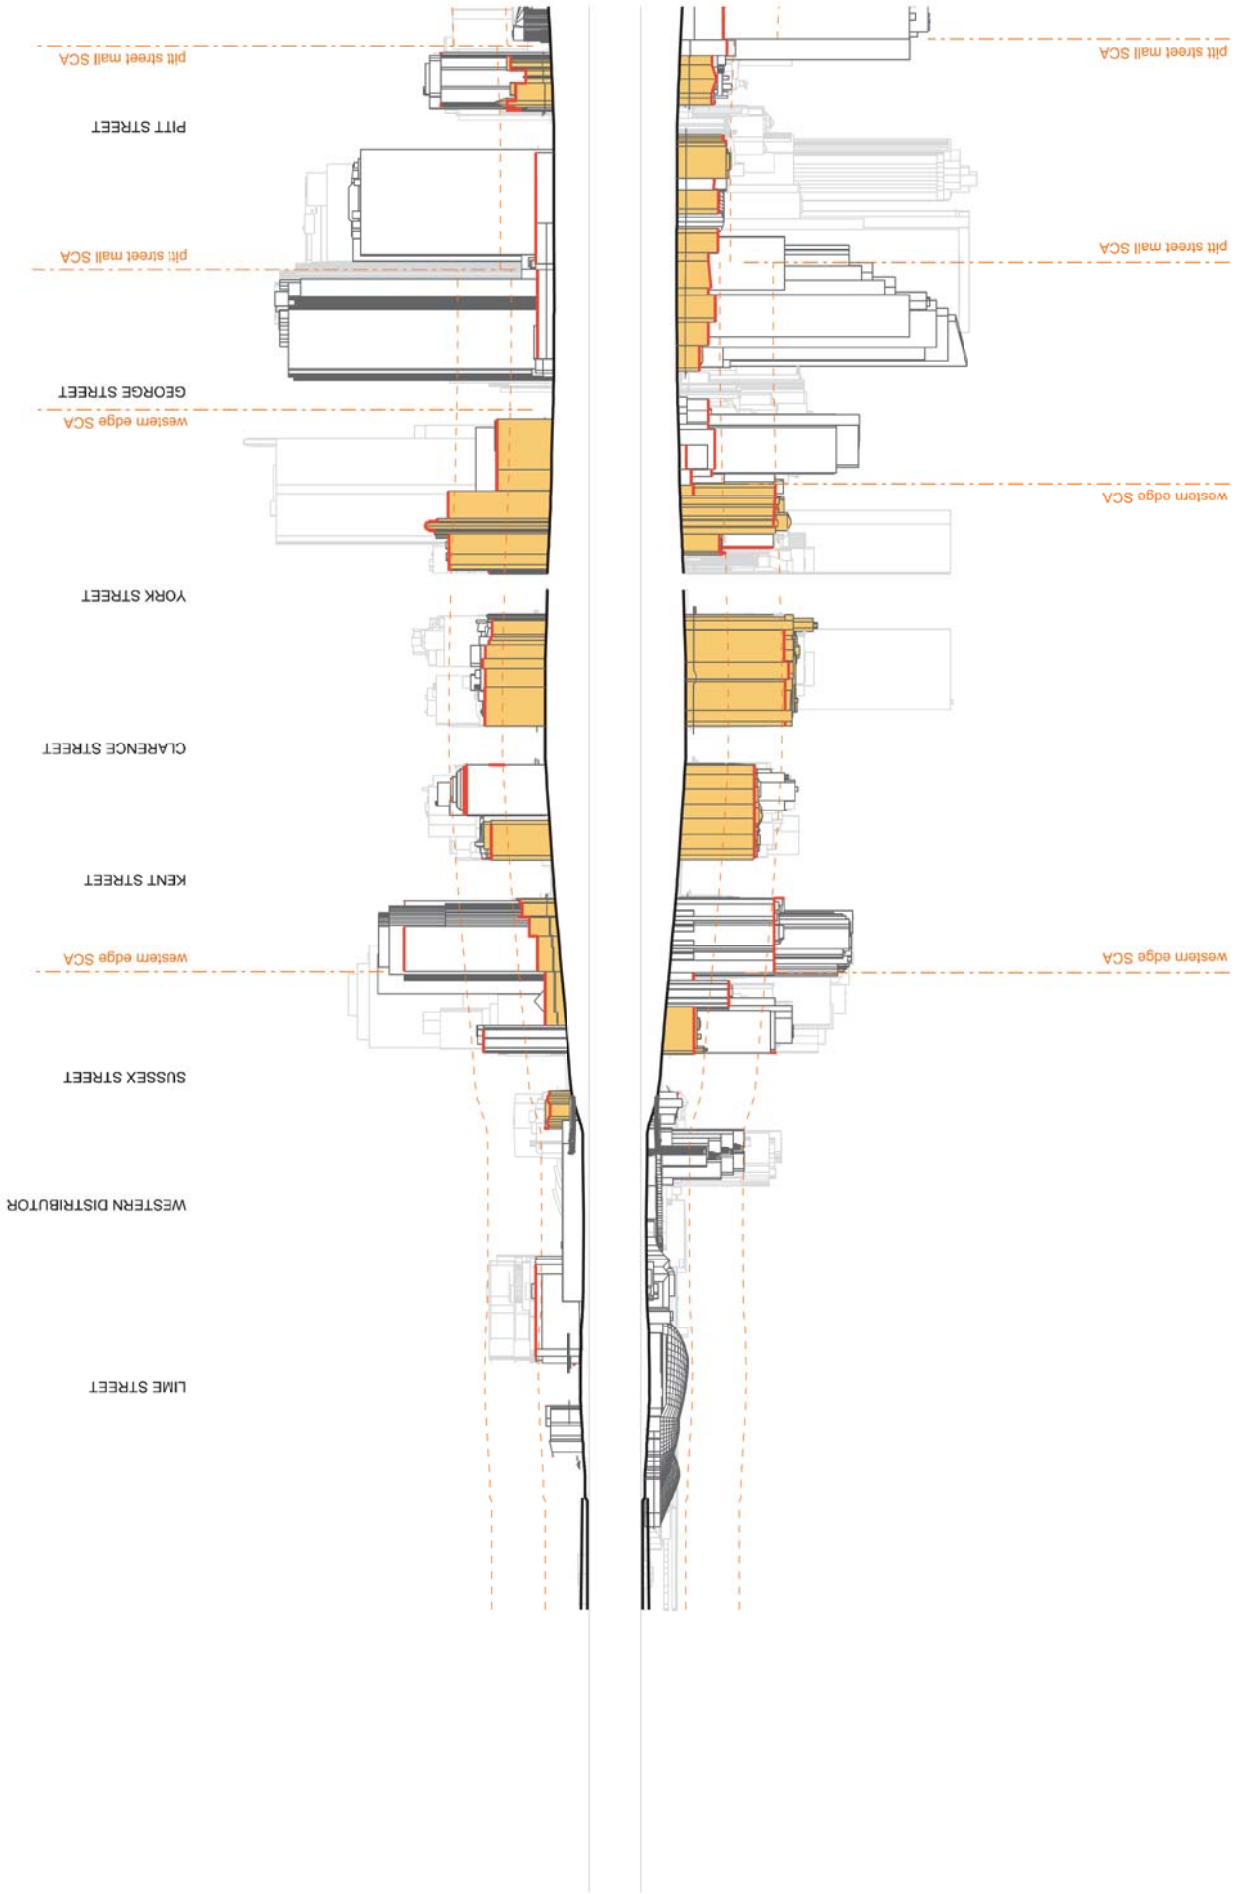 LIME STREET
WESTERN DISTRIBUTOR
SUSSEX STREET
western edge SCA
western edge SCA
KENT STREET
CLARENCE STREET
YORK STREET
western edge SCA
western edge SCA
GEORGE STREET
pitt street mall SCA
pitt street mall SCA
PITT STREET
pitt street mall SCA
pitt street mall SCA